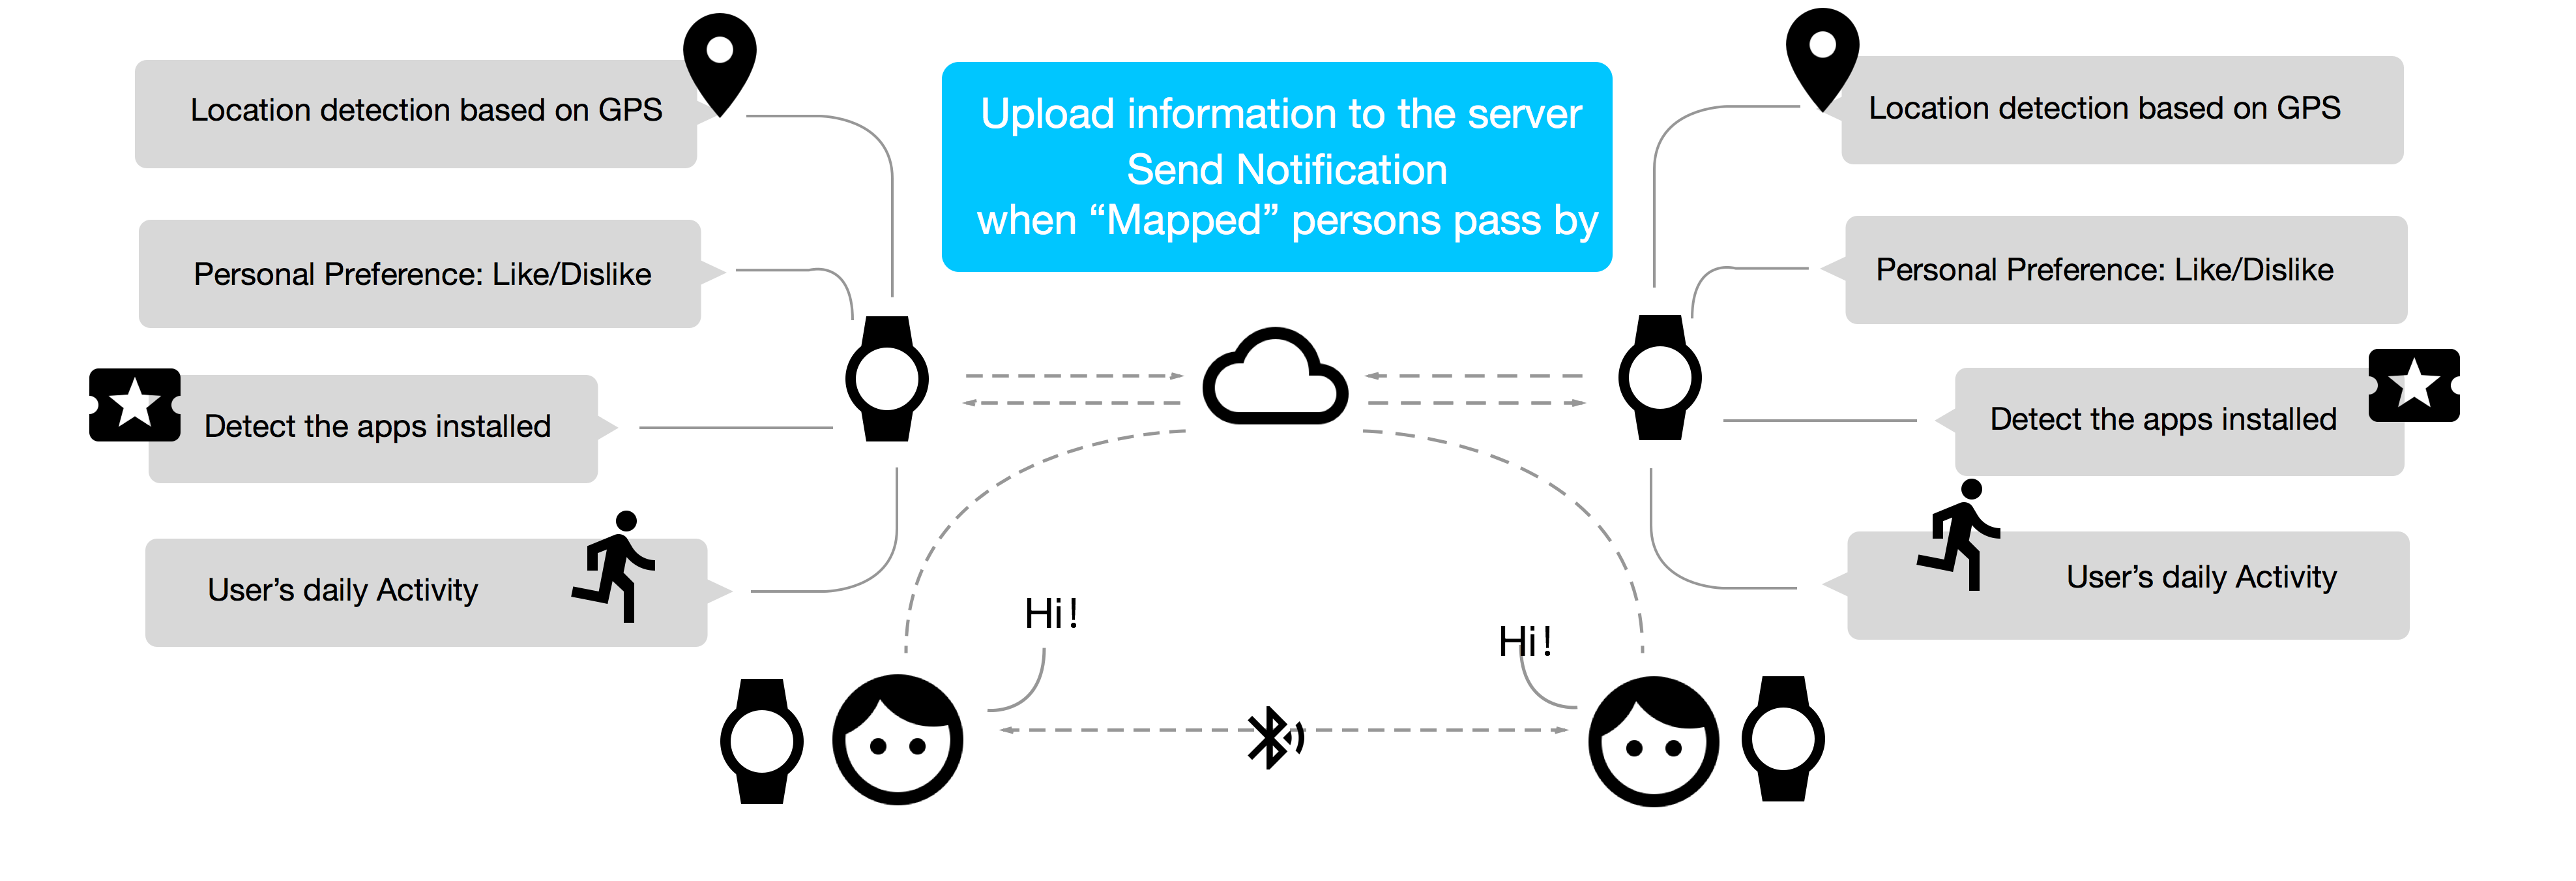 Location detection based on GPS
Personal Preference: Like/Dislike
Detect the apps installed
User’s daily Activity
Upload information to the server
Send Notification
when “Mapped” persons pass by
Location detection based on GPS
Personal Preference: Like/Dislike
Detect the apps installed
User’s daily Activity
Hi!
Hi!